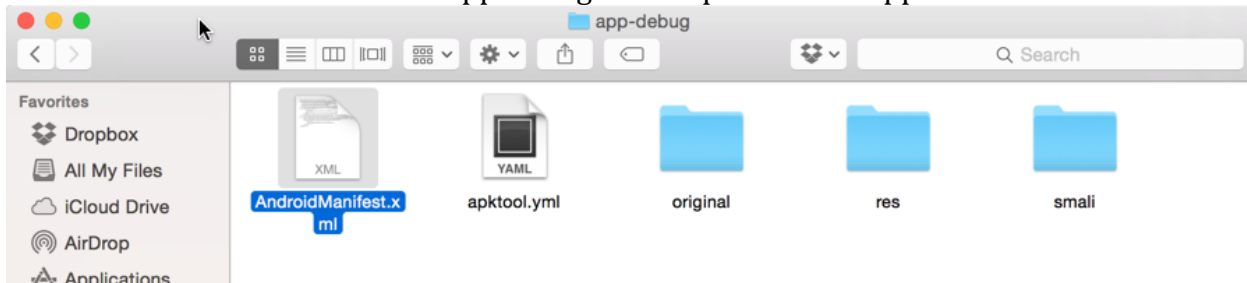 app-debug
Search
Favorites
Dropbox
All My Files
iCloud Drive
AirDrop
Applications
XML
YAML
AndroidManifest.x
ml
apktool.yml
original
res
smali